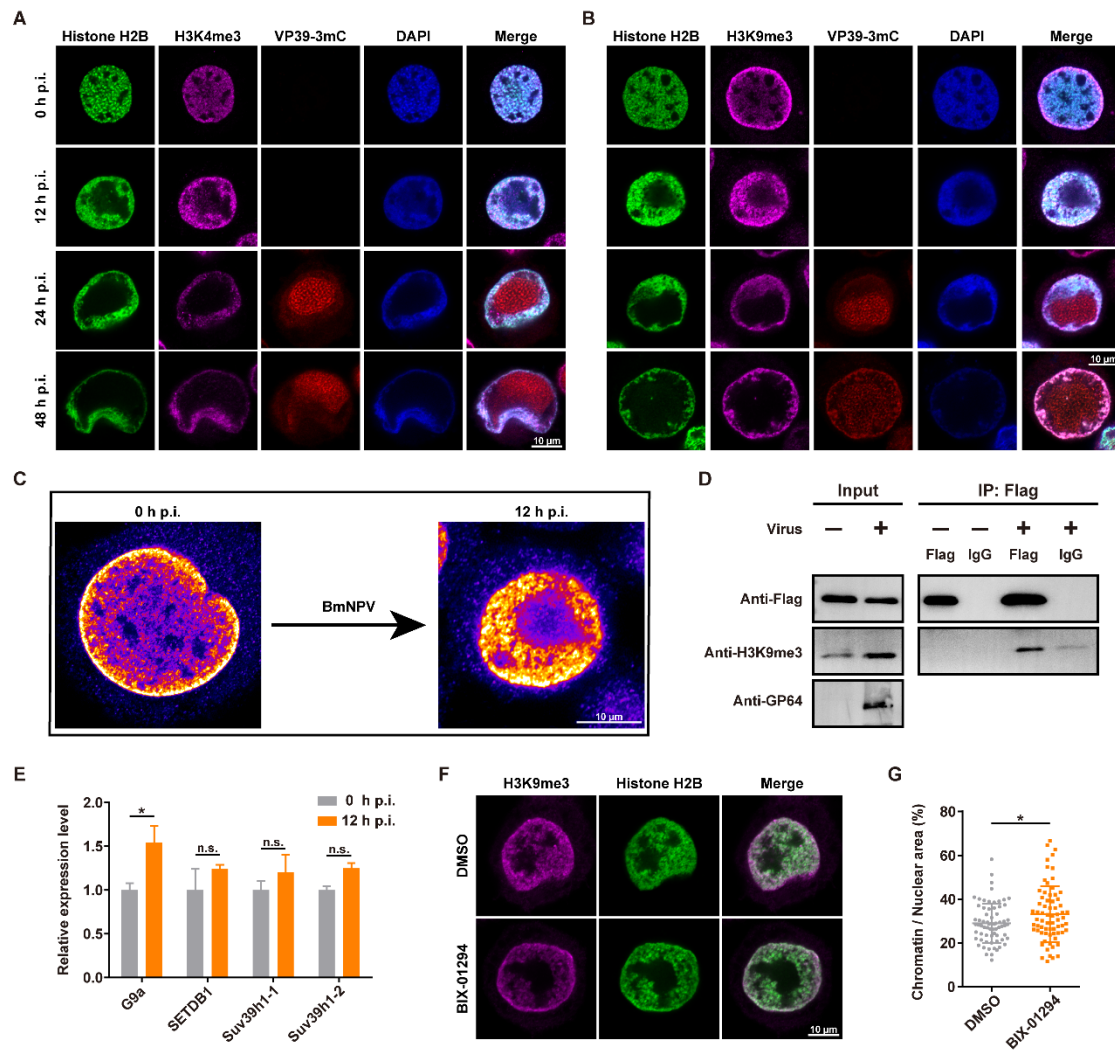 A
Histone H2B H3K4me3 VP39-3mC DAPI Merge
0 h p.i.
12 h p.i.
24 h p.i.
48 h p.i.
10 µm
B
Histone H2B H3K9me3 VP39-3mC DAPI Merge
10 µm
C
0 h p.i. 12 h p.i.
BmNPV
10 µm
D
Input IP: Flag
Virus — + — — + +
Flag IgG Flag IgG
Anti-Flag
Anti-H3K9me3
Anti-GP64
E
Relative expression level
2.0
1.5
1.0
0.5
0.0
* n.s. n.s. n.s.
0 h p.i.
12 h p.i.
G9a SETDB1 Suv39h1-1 Suv39h1-2
F
H3K9me3 Histone H2B Merge
DMSO
BIX-01294
10 µm
G
Chromatin / Nuclear area (%)
80
60
40
20
0
*
DMSO BIX-01294